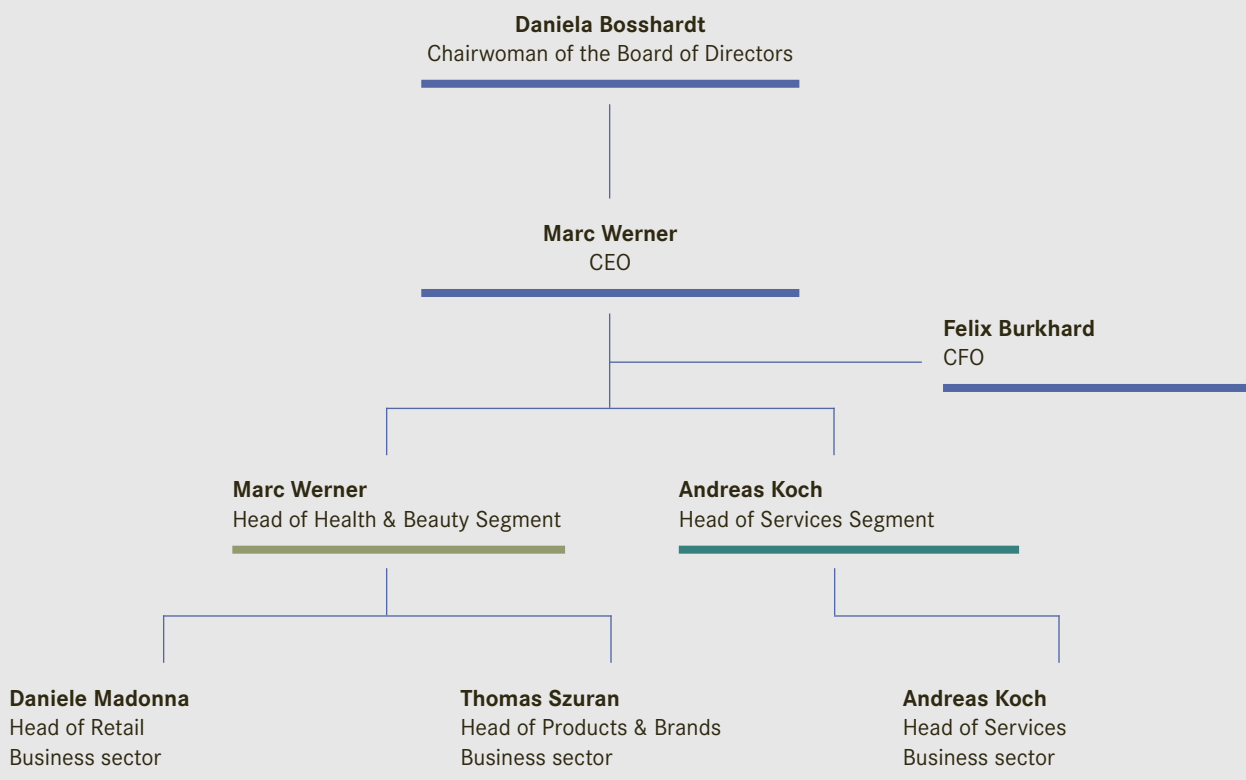 Daniela Bosshardt
Chairwoman of the Board of Directors
Marc Werner
CEO
Felix Burkhard
CFO
Marc Werner
Head of Health & Beauty Segment
Andreas Koch
Head of Services Segment
Daniele Madonna
Head of Retail
Business sector
Thomas Szuran
Head of Products & Brands
Business sector
Andreas Koch
Head of Services
Business sector